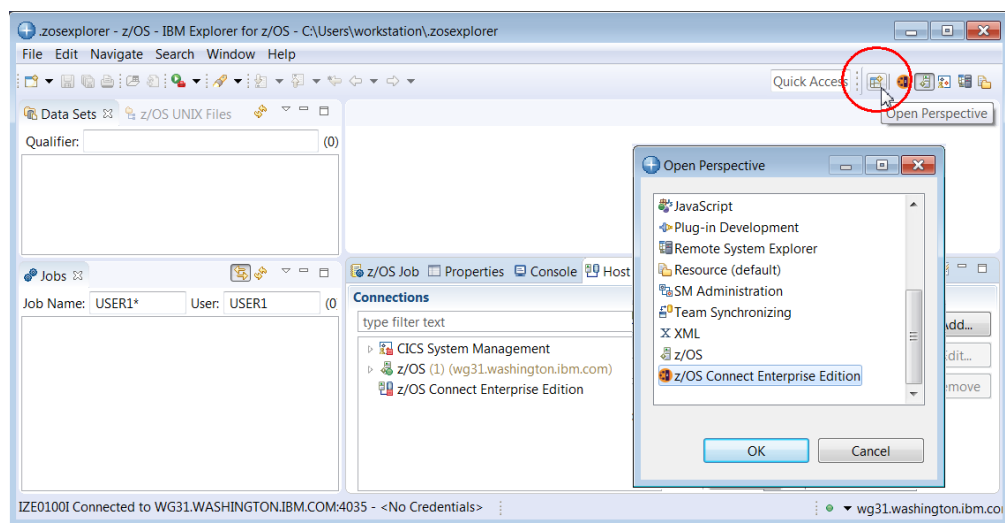 .zosexplorer - z/OS - IBM Explorer for z/OS - C:\Users\workstation\.zosexplorer
File Edit Navigate Search Window Help
Quick Access
Open Perspective
Data Sets z/OS UNIX Files
Qualifier: (0)
Open Perspective
JavaScript
Plug-in Development
Remote System Explorer
Resource (default)
SM Administration
Team Synchronizing
XML
z/OS
z/OS Connect Enterprise Edition
OK Cancel
Jobs
Job Name: USER1* User: USER1 (0
z/OS Job Properties Console Host
Connections
type filter text
CICS System Management
z/OS (1) (wg31.washington.ibm.com)
z/OS Connect Enterprise Edition
Add...
Edit...
emove
IZE0100I Connected to WG31.WASHINGTON.IBM.COM:4035 - <No Credentials>
wg31.washington.ibm.co